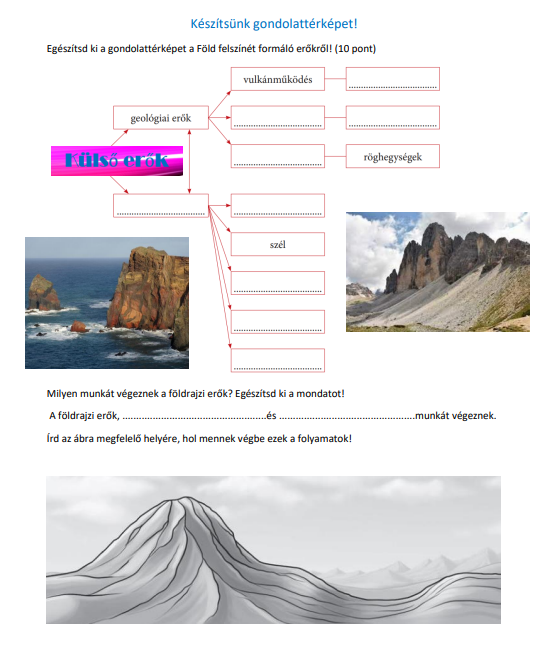 Készítsünk gondolattérképet!
Egészítsd ki a gondolattérképet a Föld felszínét formáló erőkről! (10 pont)
vulkánműködés
geológiai erők
Külső erők
röghegységek
szél
Milyen munkát végeznek a földrajzi erők? Egészítsd ki a mondatot!
A földrajzi erők, ……………………………………………és …………………………………………munkát végeznek.
Írd az ábra megfelelő helyére, hol mennek végbe ezek a folyamatok!